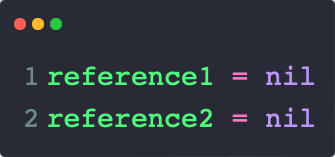 1 reference1 = nil
2 reference2 = nil